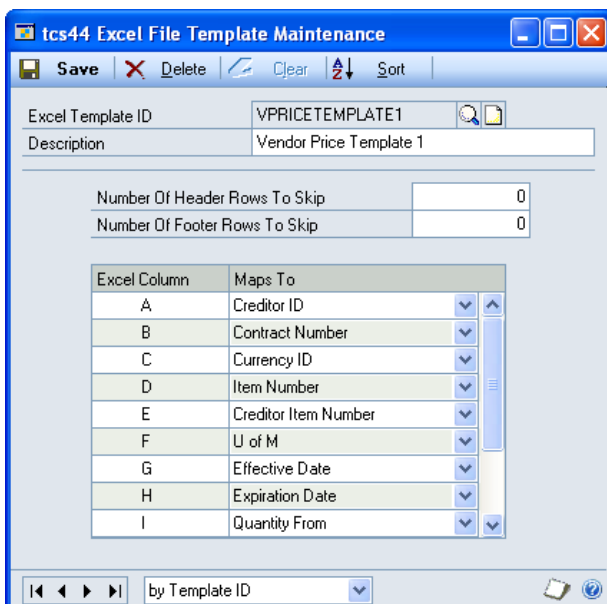 tcs44 Excel File Template Maintenance
Save Delete Clear Sort
Excel Template ID VPRICETEMPLATE1
Description Vendor Price Template 1
Number Of Header Rows To Skip 0
Number Of Footer Rows To Skip 0
Excel Column Maps To
A Creditor ID
B Contract Number
C Currency ID
D Item Number
E Creditor Item Number
F U of M
G Effective Date
H Expiration Date
I Quantity From
by Template ID